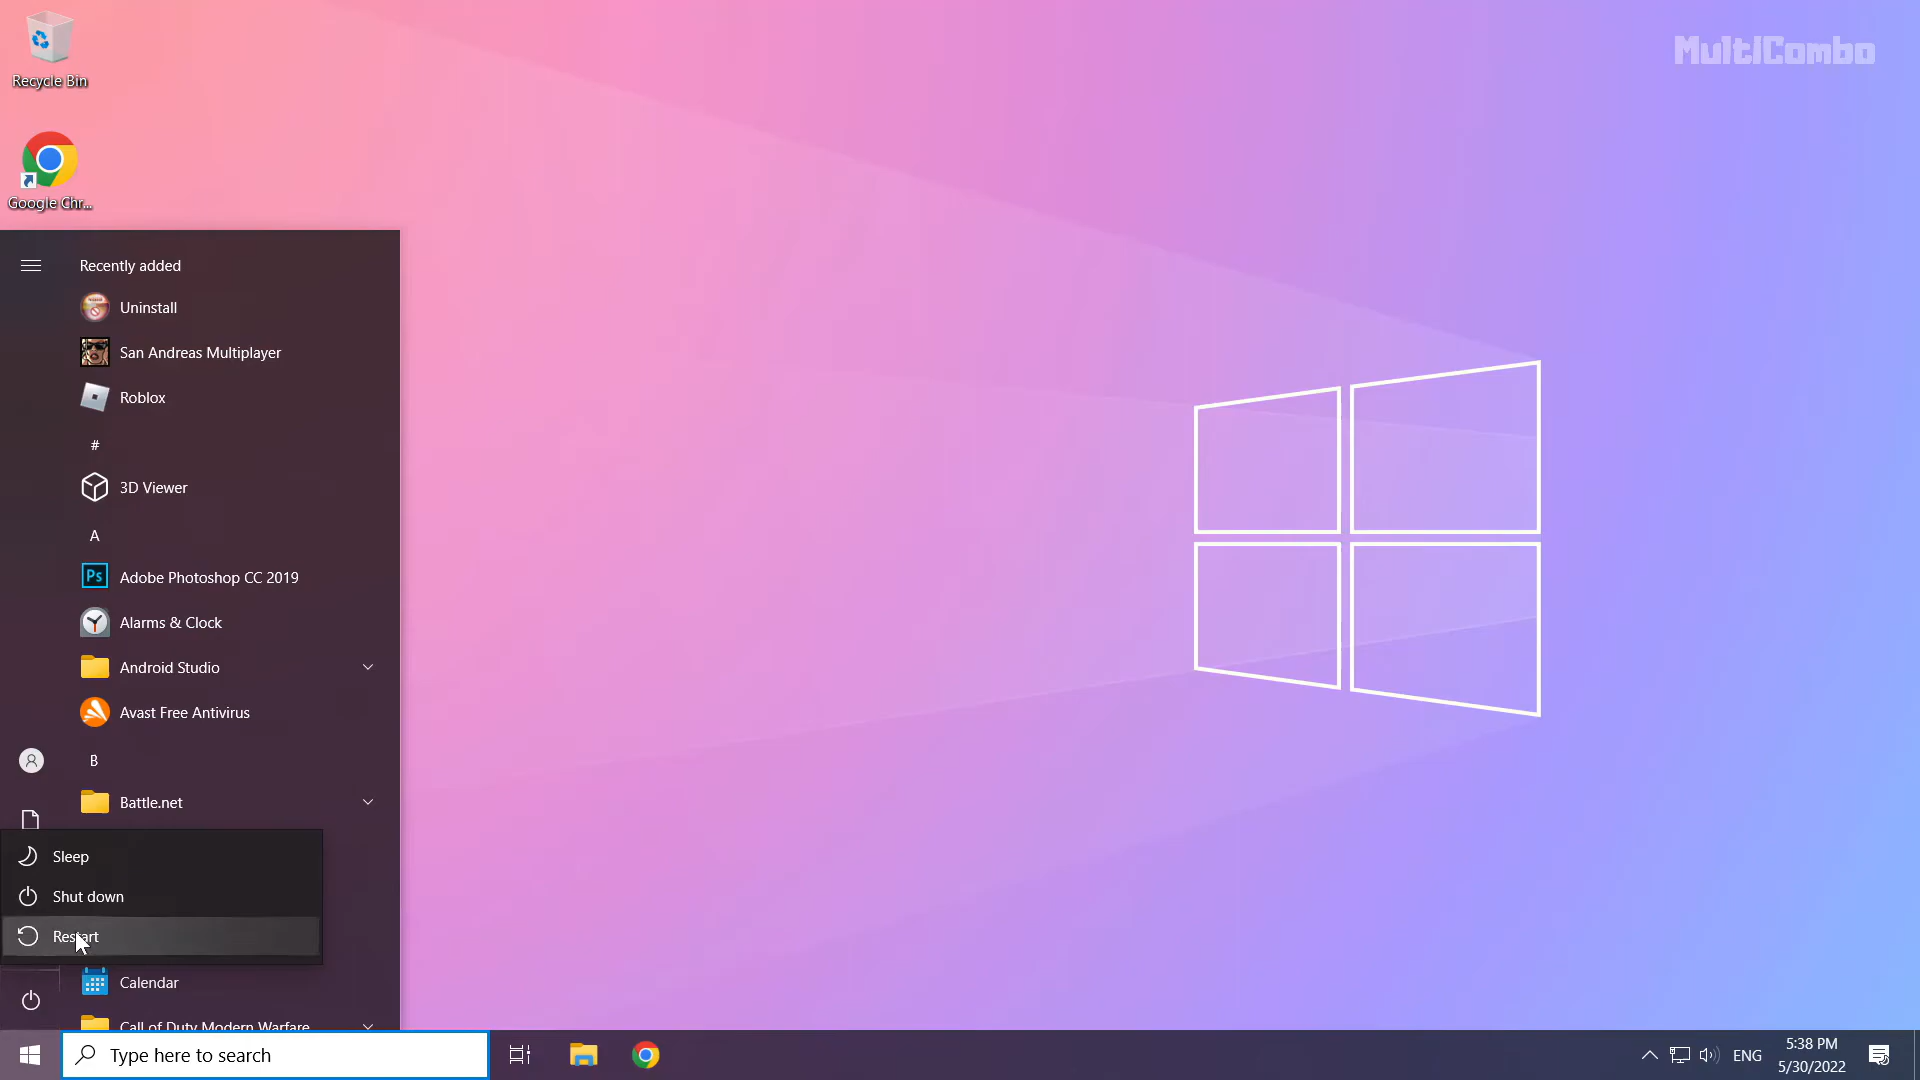 Recycle Bin
Google Chr...
MultiCombo
Recently added
Uninstall
San Andreas Multiplayer
Roblox
#
3D Viewer
A
Adobe Photoshop CC 2019
Alarms & Clock
Android Studio
Avast Free Antivirus
B
Battle.net
Sleep
Shut down
Restart
Calendar
Call of Duty Modern Warfare
Type here to search
ENG
5:38 PM
5/30/2022